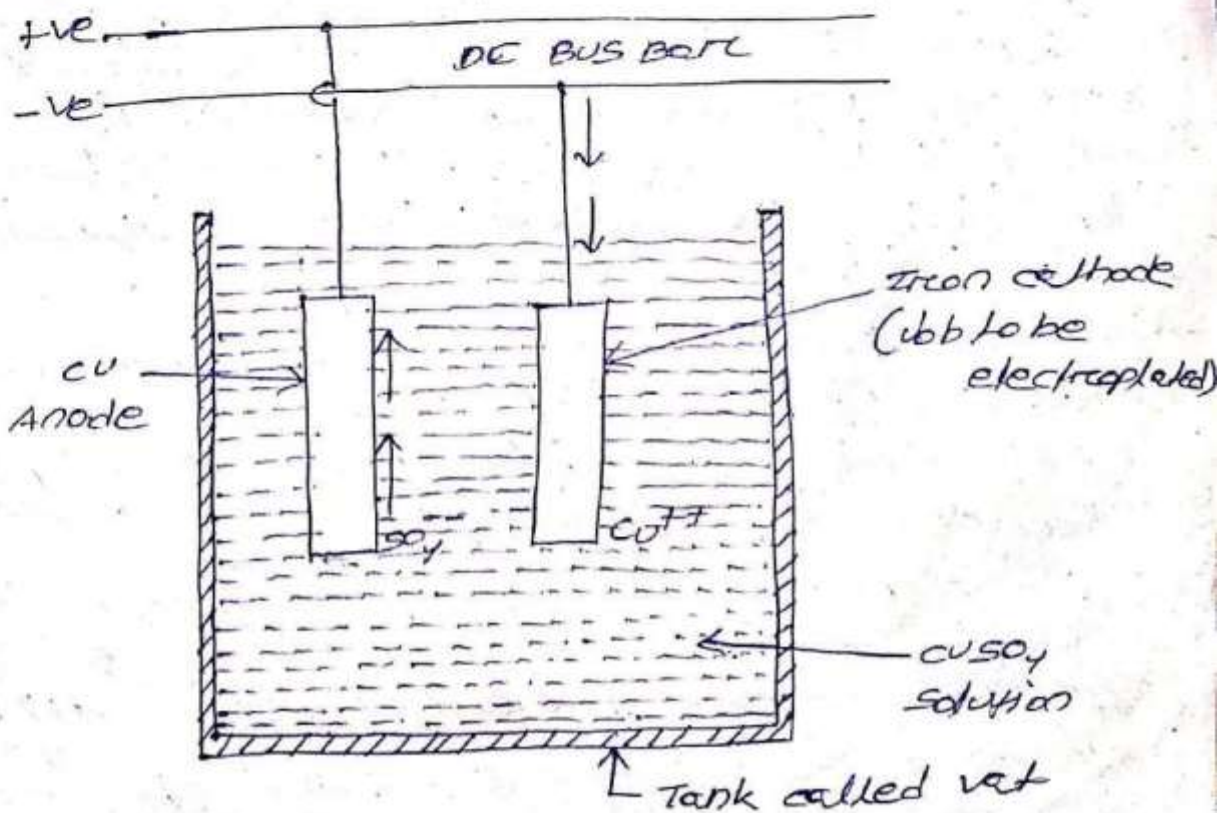 +ve
DC BUS Bar
-ve
Iron cathode
(Job to be
electroplated)
CU
Anode
SO4
CU++
CUSO4
solution
Tank called vat